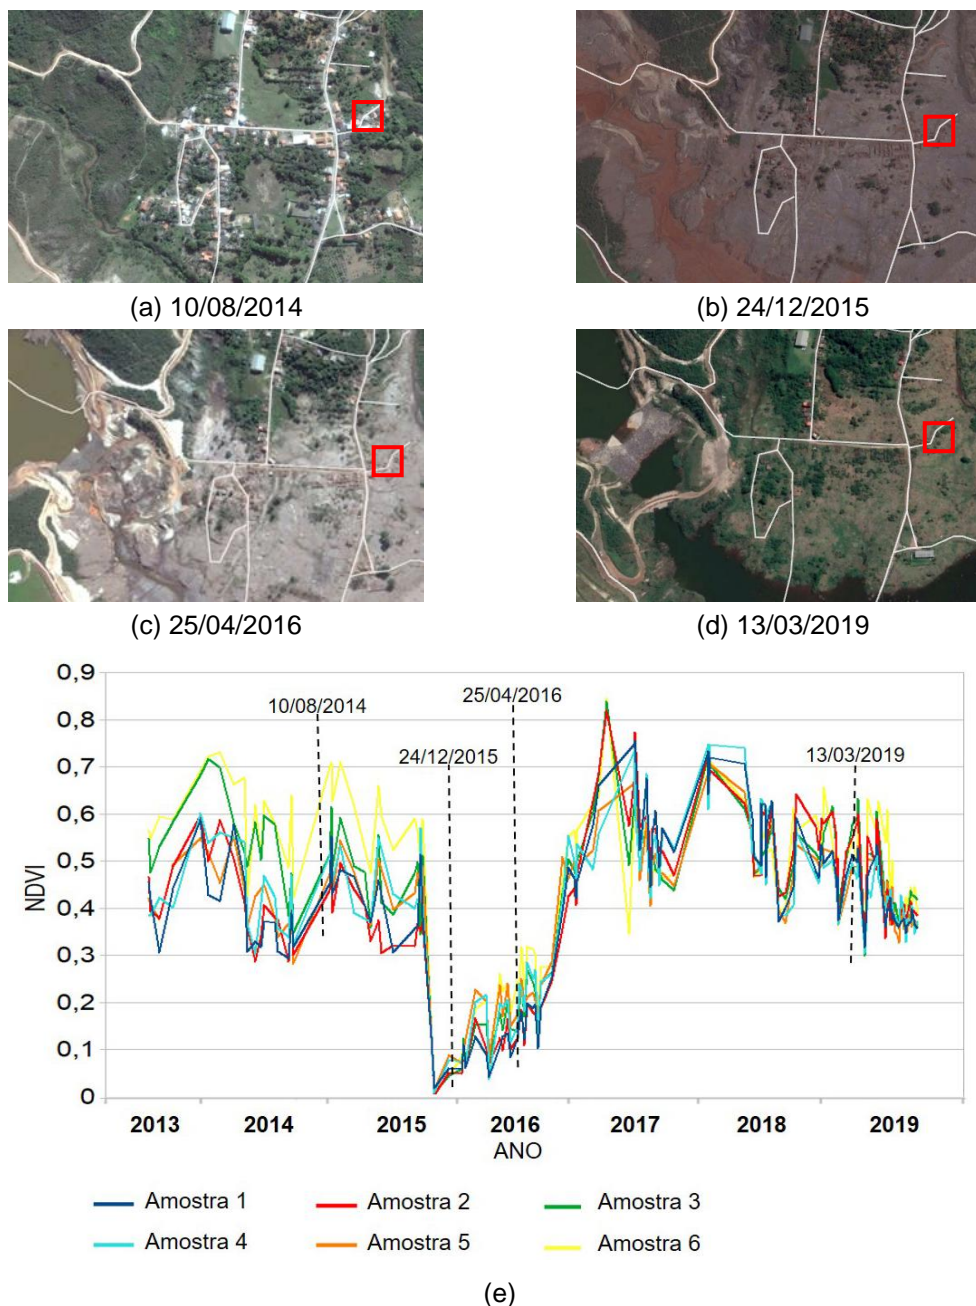 (a) 10/08/2014
(b) 24/12/2015
(c) 25/04/2016
(d) 13/03/2019
0,9
0,8
0,7
0,6
0,5
0,4
0,3
0,2
0,1
0
NDVI
10/08/2014
24/12/2015
25/04/2016
13/03/2019
2013 2014 2015 2016 2017 2018 2019
ANO
Amostra 1 Amostra 2 Amostra 3
Amostra 4 Amostra 5 Amostra 6
(e)